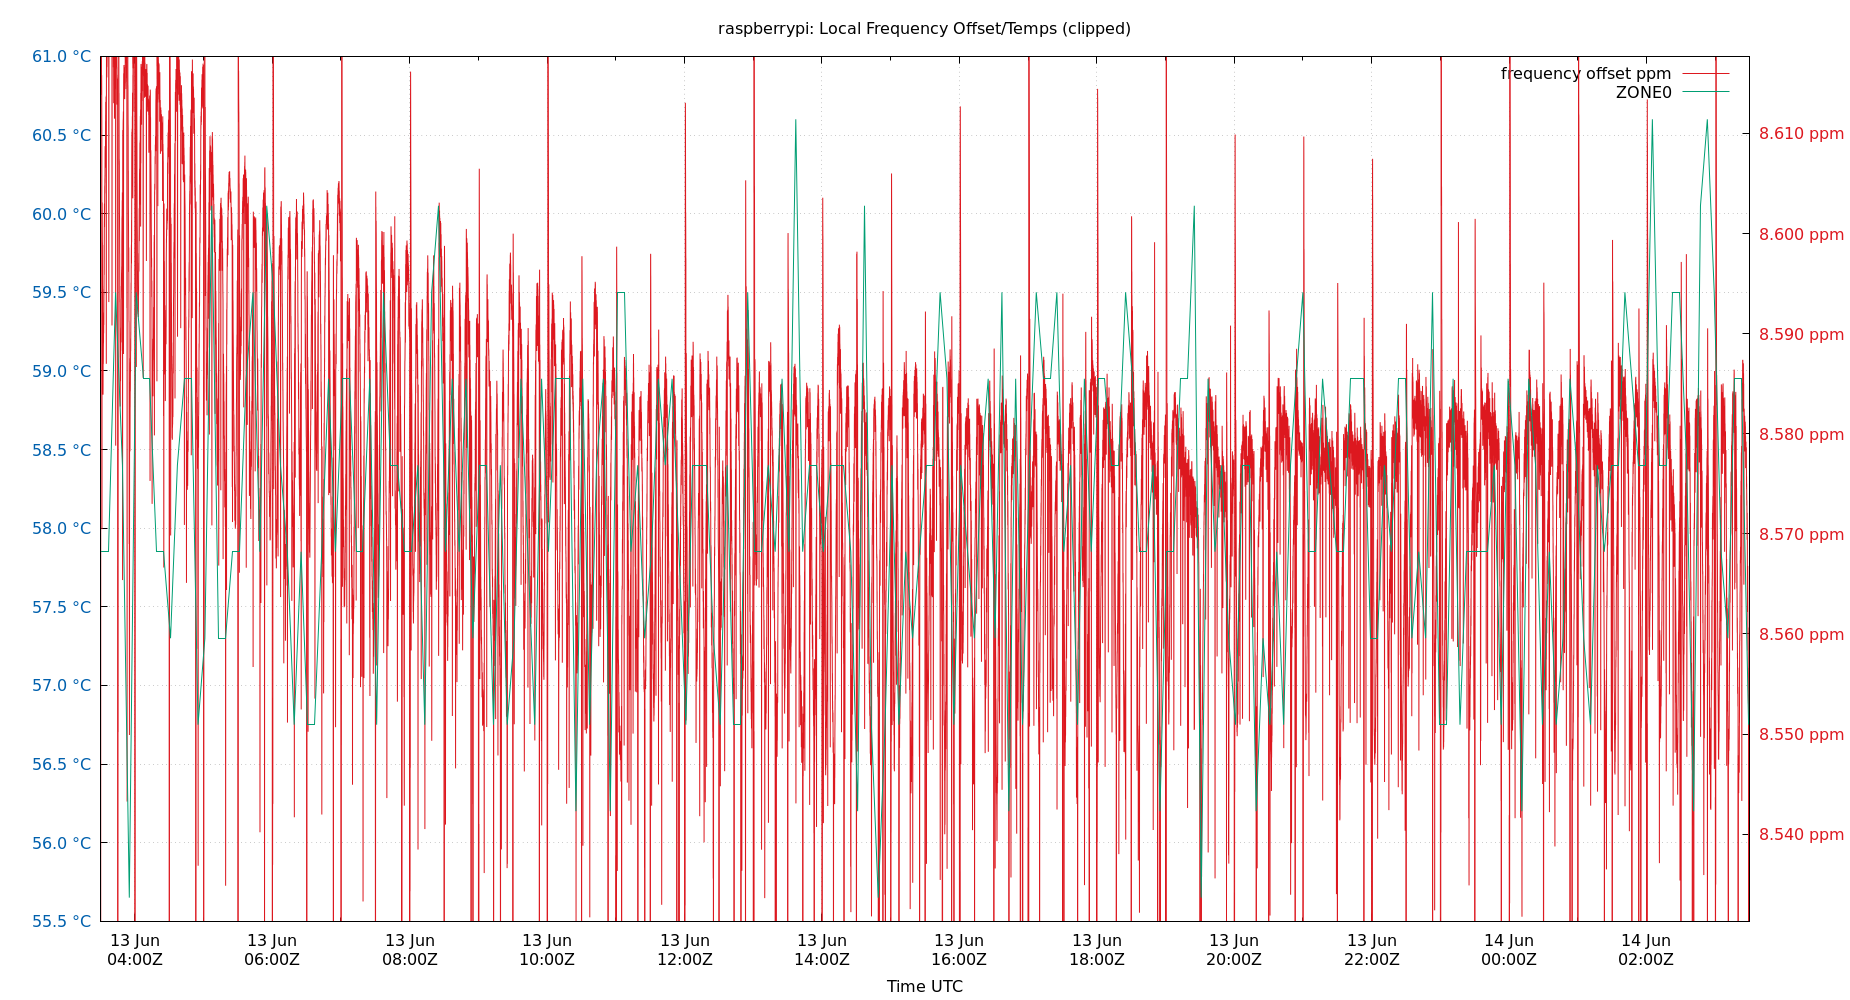 raspberrypi: Local Frequency Offset/Temps (clipped)
61.0 °C
60.5 °C
60.0 °C
59.5 °C
59.0 °C
58.5 °C
58.0 °C
57.5 °C
57.0 °C
56.5 °C
56.0 °C
55.5 °C
frequency offset ppm
ZONE0
8.610 ppm
8.600 ppm
8.590 ppm
8.580 ppm
8.570 ppm
8.560 ppm
8.550 ppm
8.540 ppm
13 Jun 13 Jun 13 Jun 13 Jun 13 Jun 13 Jun 13 Jun 13 Jun 13 Jun 13 Jun 14 Jun 14 Jun
04:00Z 06:00Z 08:00Z 10:00Z 12:00Z 14:00Z 16:00Z 18:00Z 20:00Z 22:00Z 00:00Z 02:00Z
Time UTC